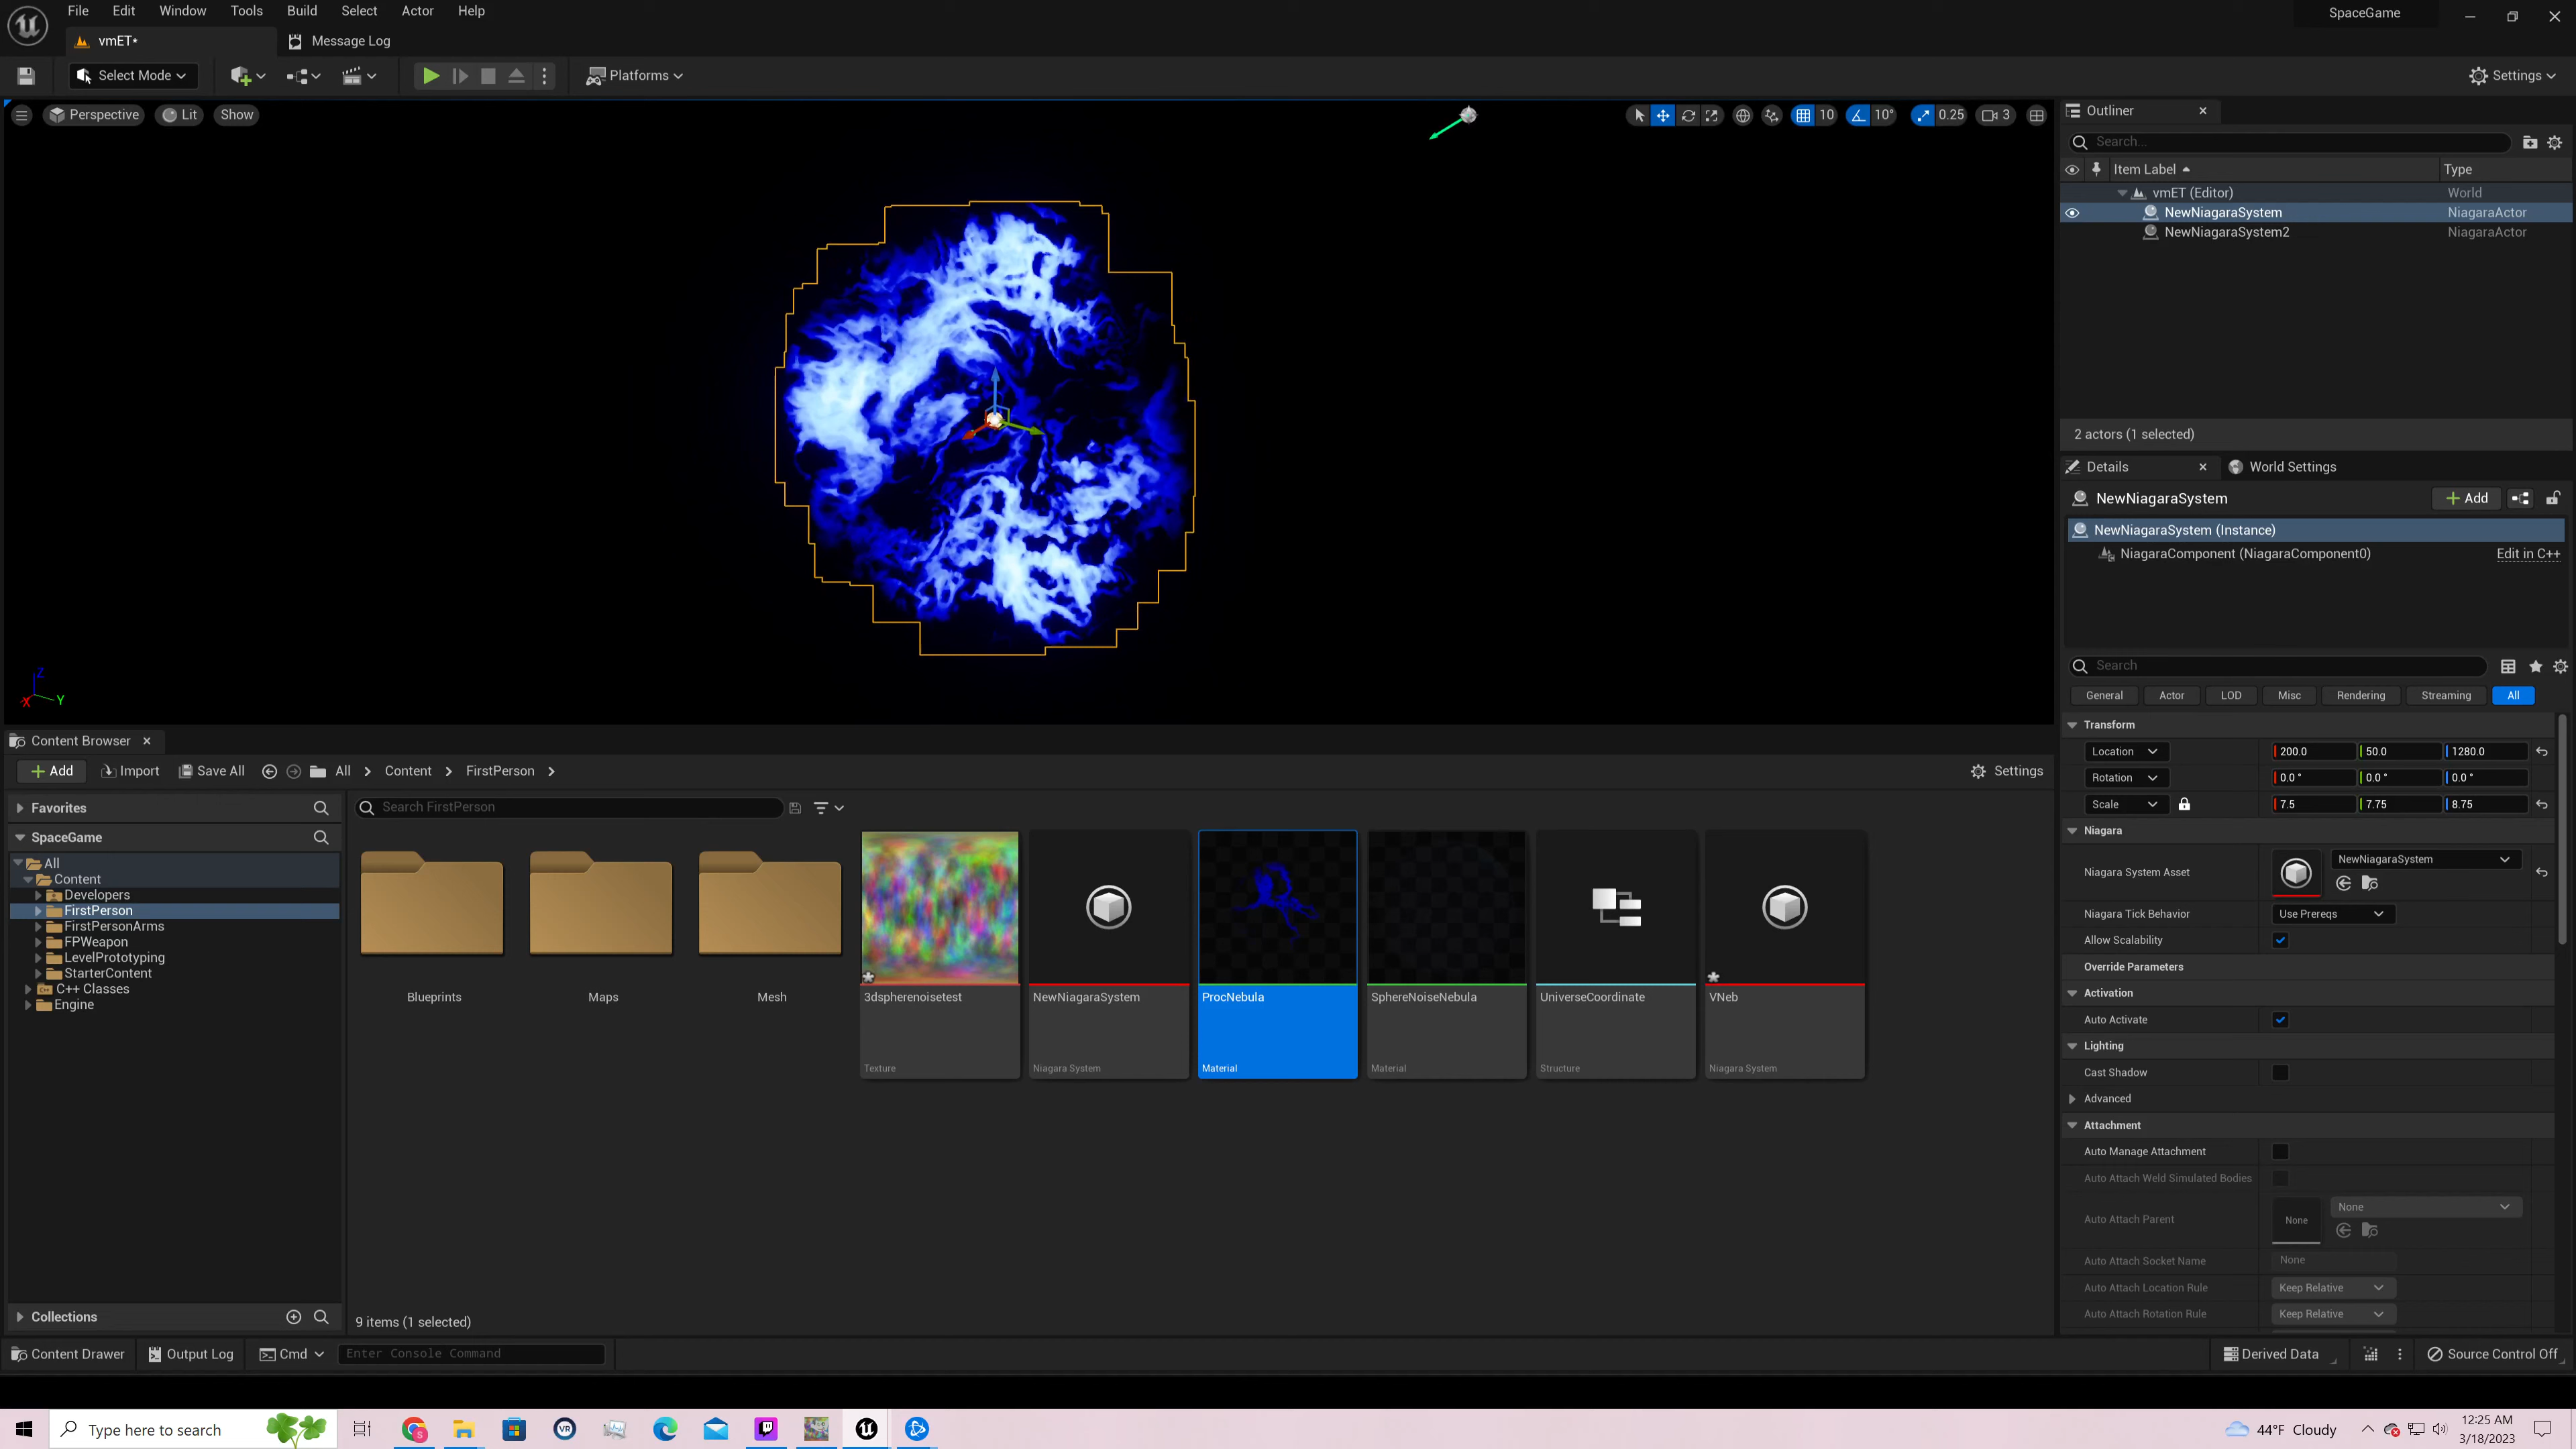 File Edit Window Tools Build Select Actor Help
SpaceGame
vmET*
Message Log
Select Mode
Platforms
Settings
Perspective
Lit
Show
10
10°
0.25
3
Outliner
Search...
Item Label
Type
vmET (Editor)
World
NewNiagaraSystem
NiagaraActor
NewNiagaraSystem2
NiagaraActor
2 actors (1 selected)
Details
World Settings
NewNiagaraSystem
Add
NewNiagaraSystem (Instance)
NiagaraComponent (NiagaraComponent0)
Edit in C++
Search
General
Actor
LOD
Misc
Rendering
Streaming
All
Transform
Location
200.0
50.0
1280.0
Rotation
0.0 °
0.0 °
0.0 °
Scale
7.5
7.75
8.75
Niagara
Niagara System Asset
NewNiagaraSystem
Niagara Tick Behavior
Use Prereqs
Allow Scalability
Override Parameters
Activation
Auto Activate
Lighting
Cast Shadow
Advanced
Attachment
Auto Manage Attachment
Auto Attach Weld Simulated Bodies
Auto Attach Parent
None
None
Auto Attach Socket Name
None
Auto Attach Location Rule
Keep Relative
Auto Attach Rotation Rule
Keep Relative
Z
X
Y
Content Browser
Add
Import
Save All
All
Content
FirstPerson
Settings
Favorites
Search FirstPerson
SpaceGame
All
Content
Developers
FirstPerson
FirstPersonArms
FPWeapon
LevelPrototyping
StarterContent
C++ Classes
Engine
Collections
Blueprints
Maps
Mesh
3dspherenoisetest
Texture
NewNiagaraSystem
Niagara System
ProcNebula
Material
SphereNoiseNebula
Material
UniverseCoordinate
Structure
VNeb
Niagara System
9 items (1 selected)
Content Drawer
Output Log
Cmd
Enter Console Command
Derived Data
Source Control Off
Type here to search
VR
S
44°F Cloudy
12:25 AM
3/18/2023